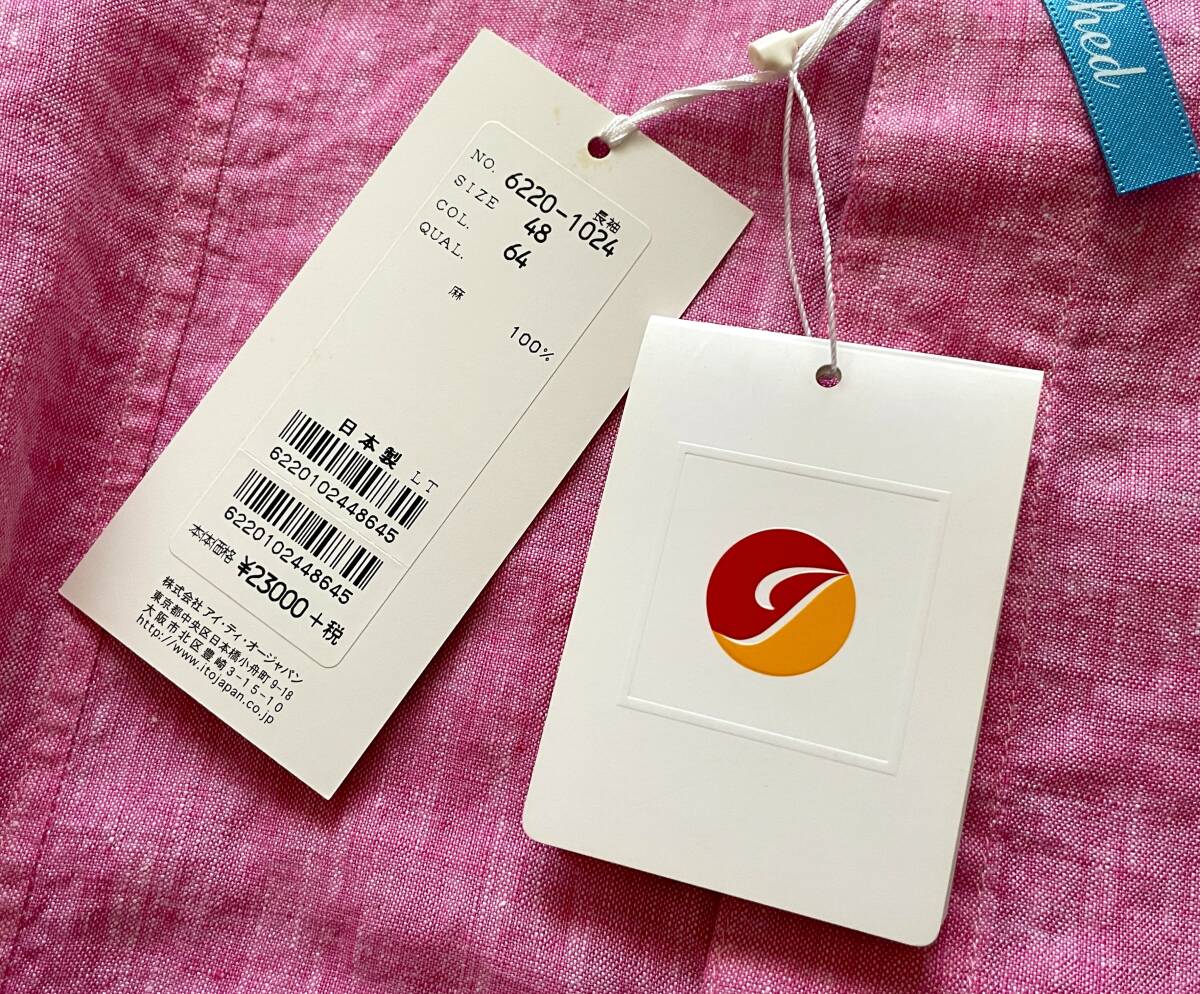 hed
長袖
NO. 6220-1024
SIZE 48
COL. 64
QUAL.
麻
100%
日本製 LT
6220102448645
6220102448645
本体価格 ¥23000+税
株式会社 アイ・ティ・オージャパン
東京都中央区日本橋小舟町9-18
大阪市北区豊崎3-15-10
http://www.itojapan.co.jp